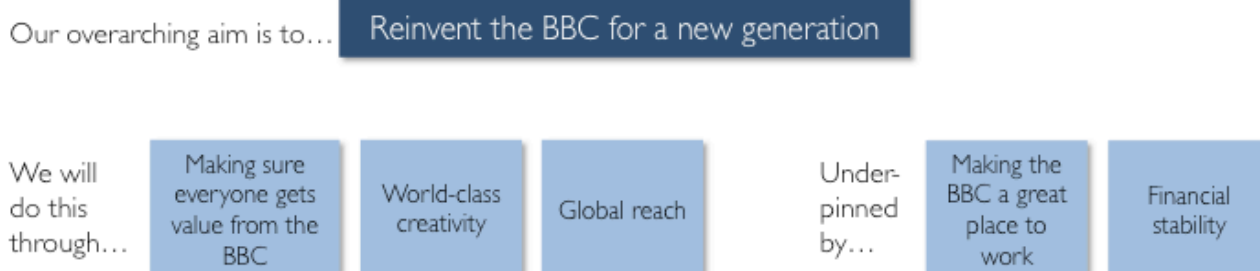 Our overarching aim is to…
Reinvent the BBC for a new generation
We will
do this
through…
Making sure
everyone gets
value from the
BBC
World-class
creativity
Global reach
Under-
pinned
by…
Making the
BBC a great
place to
work
Financial
stability